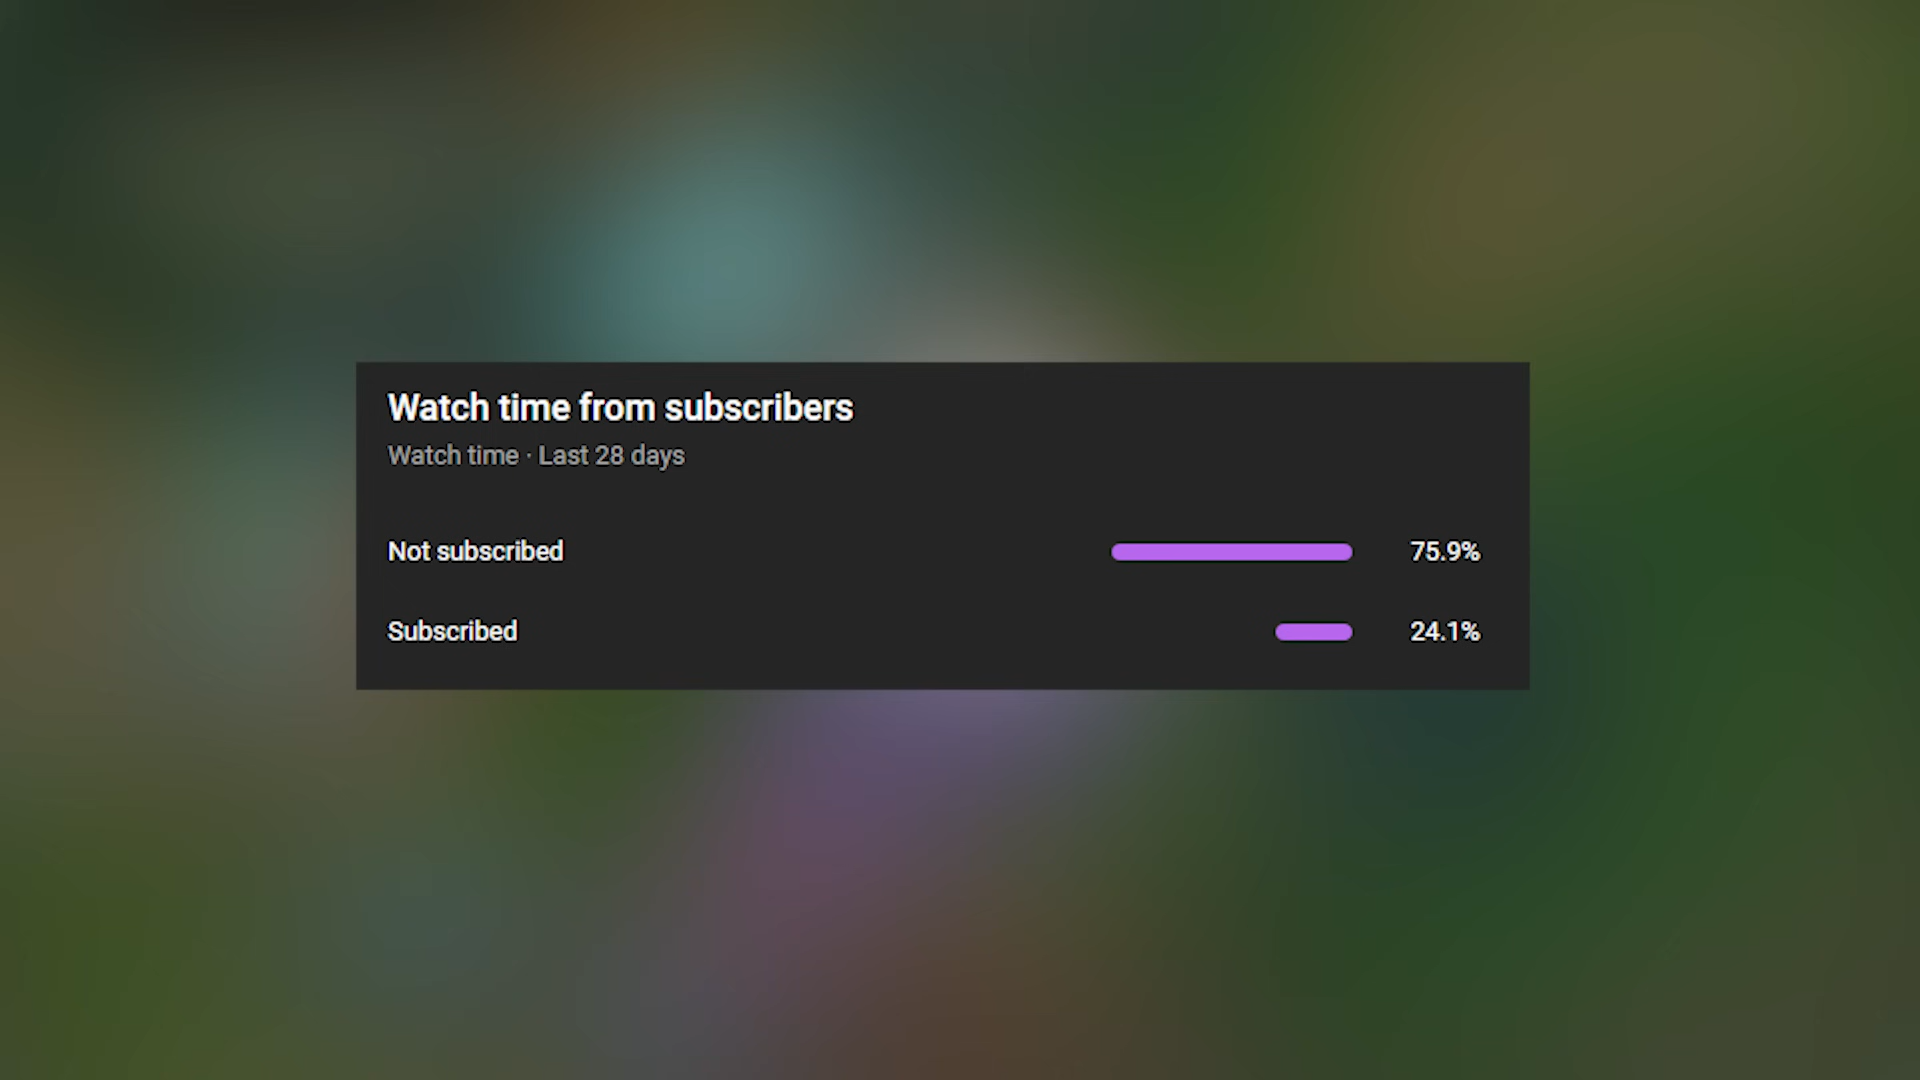 Watch time from subscribers
Watch time · Last 28 days
Not subscribed 75.9%
Subscribed 24.1%